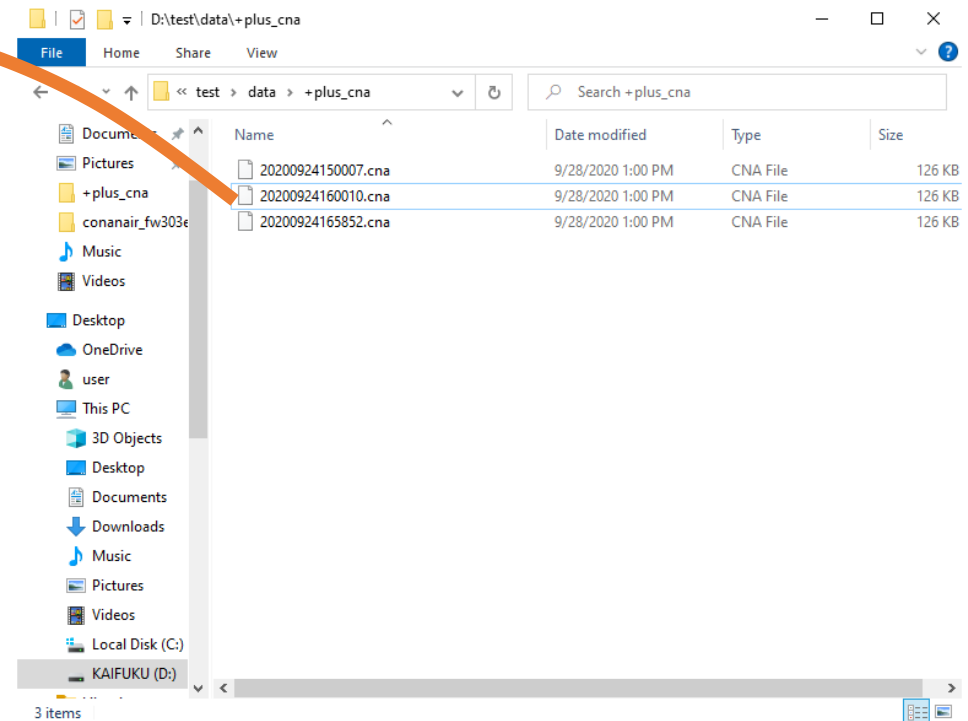 D:\test\data\+plus_cna
File Home Share View ?
« test › data › +plus_cna Search +plus_cna
Name Date modified Type Size
20200924150007.cna 9/28/2020 1:00 PM CNA File 126 KB
20200924160010.cna 9/28/2020 1:00 PM CNA File 126 KB
20200924165852.cna 9/28/2020 1:00 PM CNA File 126 KB
Pictures
+plus_cna
conanair_fw303e
Music
Videos
Desktop
OneDrive
user
This PC
3D Objects
Desktop
Documents
Downloads
Music
Pictures
Videos
Local Disk (C:)
KAIFUKU (D:)
3 items